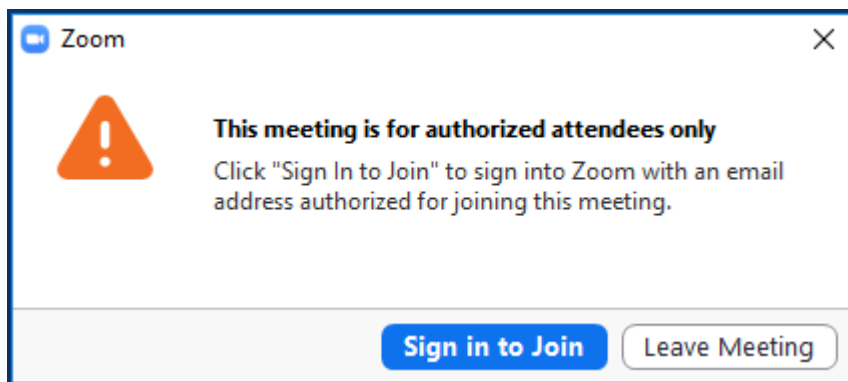 Zoom
This meeting is for authorized attendees only
Click "Sign In to Join" to sign into Zoom with an email
address authorized for joining this meeting.
Sign in to Join
Leave Meeting